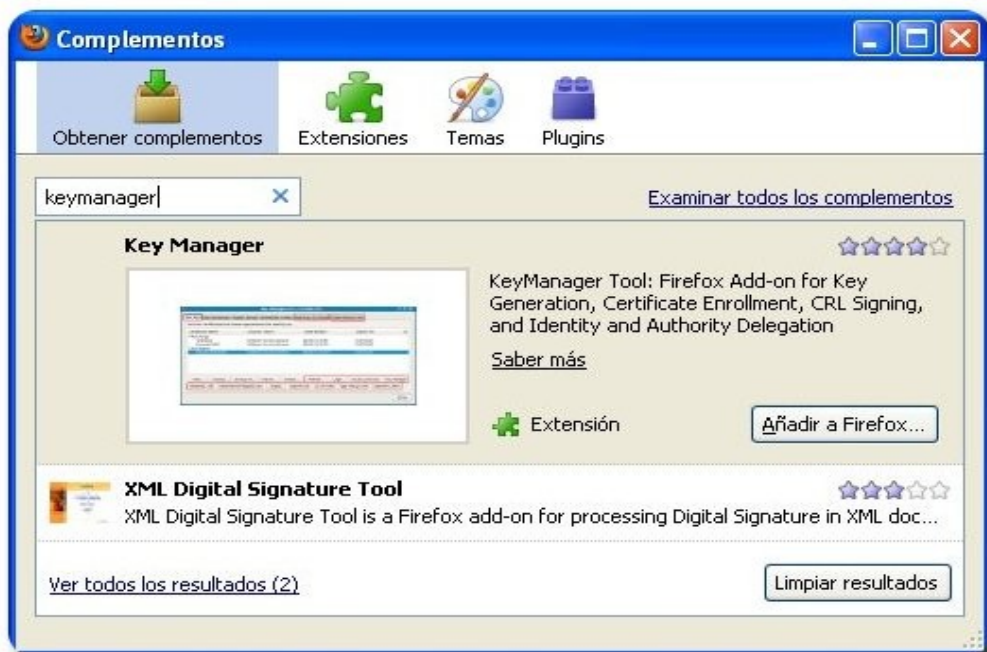 Complementos
Obtener complementos
Extensiones
Temas
Plugins
keymanager
Examinar todos los complementos
Key Manager
KeyManager Tool: Firefox Add-on for Key
Generation, Certificate Enrollment, CRL Signing,
and Identity and Authority Delegation
Saber más
Extensión
Añadir a Firefox...
XML Digital Signature Tool
XML Digital Signature Tool is a Firefox add-on for processing Digital Signature in XML doc...
Ver todos los resultados (2)
Limpiar resultados